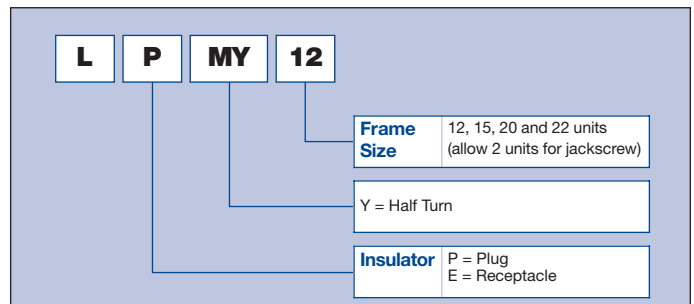 L P MY 12
Frame Size 12, 15, 20 and 22 units
(allow 2 units for jackscrew)
Y = Half Turn
Insulator P = Plug
E = Receptacle